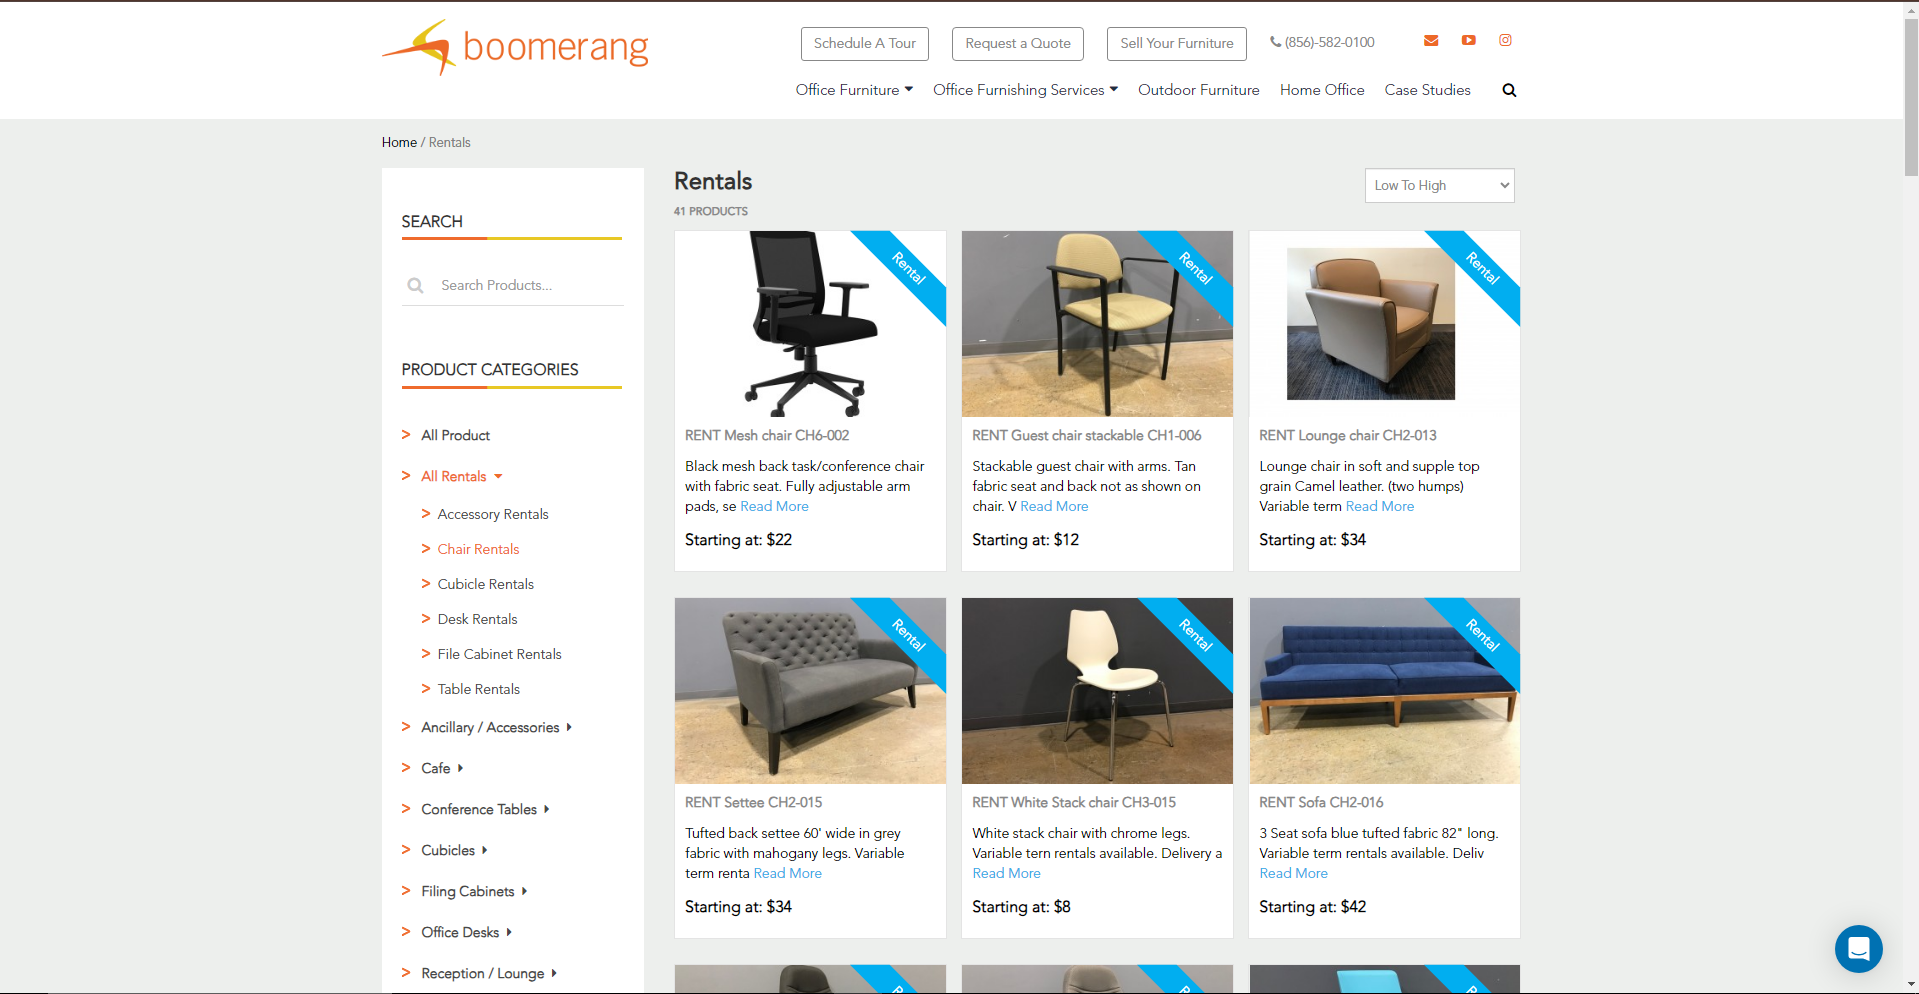 boomerang
Schedule A Tour
Request a Quote
Sell Your Furniture
(856)-582-0100
Office Furniture
Office Furnishing Services
Outdoor Furniture
Home Office
Case Studies
Home / Rentals
SEARCH
Search Products...
PRODUCT CATEGORIES
> All Product
> All Rentals
> Accessory Rentals
> Chair Rentals
> Cubicle Rentals
> Desk Rentals
> File Cabinet Rentals
> Table Rentals
> Ancillary / Accessories
> Cafe
> Conference Tables
> Cubicles
> Filing Cabinets
> Office Desks
> Reception / Lounge
Rentals
41 PRODUCTS
Low To High
Rental
RENT Mesh chair CH6-002
Black mesh back task/conference chair
with fabric seat. Fully adjustable arm
pads, se Read More
Starting at: $22
Rental
RENT Guest chair stackable CH1-006
Stackable guest chair with arms. Tan
fabric seat and back not as shown on
chair. V Read More
Starting at: $12
Rental
RENT Lounge chair CH2-013
Lounge chair in soft and supple top
grain Camel leather. (two humps)
Variable term Read More
Starting at: $34
Rental
RENT Settee CH2-015
Tufted back settee 60' wide in grey
fabric with mahogany legs. Variable
term renta Read More
Starting at: $34
Rental
RENT White Stack chair CH3-015
White stack chair with chrome legs.
Variable tern rentals available. Delivery a
Read More
Starting at: $8
Rental
RENT Sofa CH2-016
3 Seat sofa blue tufted fabric 82" long.
Variable term rentals available. Deliv
Read More
Starting at: $42